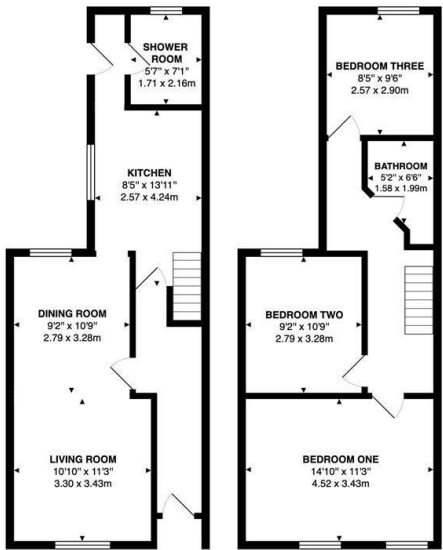 SHOWER
ROOM
5'7" x 7'1"
1.71 x 2.16m
KITCHEN
8'5" x 13'11"
2.57 x 4.24m
DINING ROOM
9'2" x 10'9"
2.79 x 3.28m
LIVING ROOM
10'10" x 11'3"
3.30 x 3.43m
BEDROOM THREE
8'5" x 9'6"
2.57 x 2.90m
BATHROOM
5'2" x 6'6"
1.58 x 1.99m
BEDROOM TWO
9'2" x 10'9"
2.79 x 3.28m
BEDROOM ONE
14'10" x 11'3"
4.52 x 3.43m